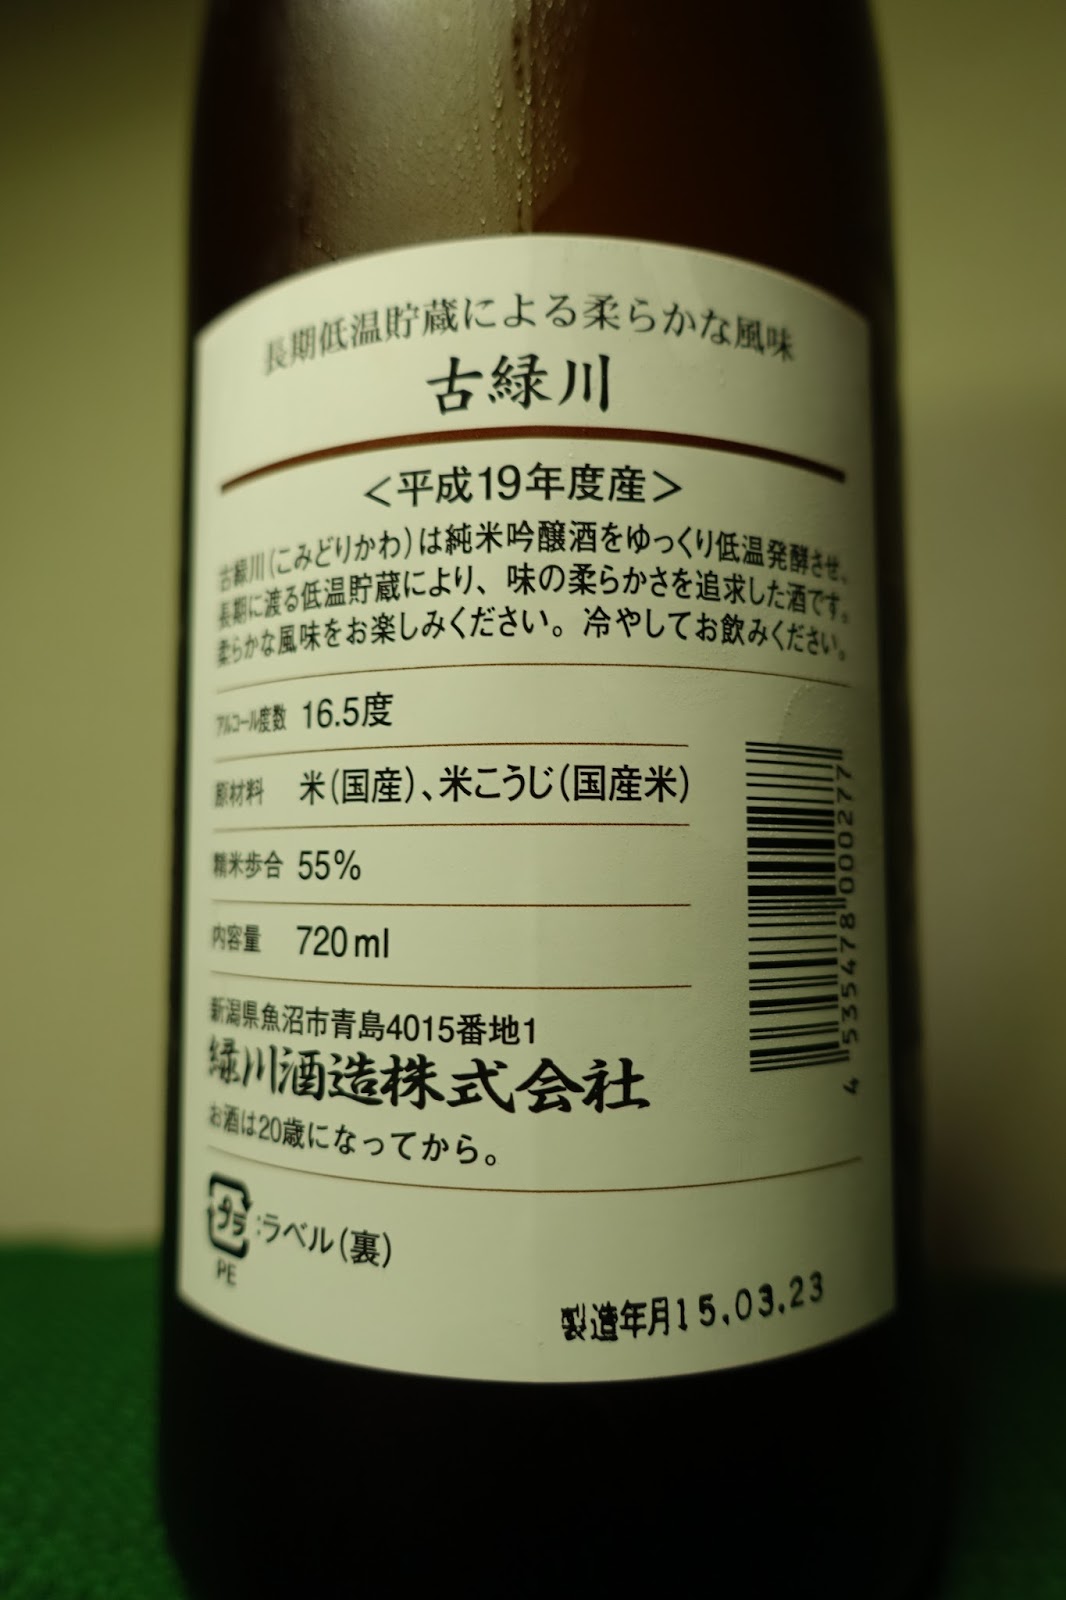 長期低温貯蔵による柔らかな風味
古緑川
＜平成19年度産＞
古緑川(こみどりかわ)は純米吟醸酒をゆっくり低温発酵させ、
長期に渡る低温貯蔵により、味の柔らかさを追求した酒です。
柔らかな風味をお楽しみください。冷やしてお飲みください。
アルコール度数 16.5度
原材料 米(国産)、米こうじ(国産米)
精米歩合 55%
内容量 720ml
4535478000277
新潟県魚沼市青島4015番地1
緑川酒造株式会社
お酒は20歳になってから。
プラ :ラベル(裏)
PE
製造年月15.03.23